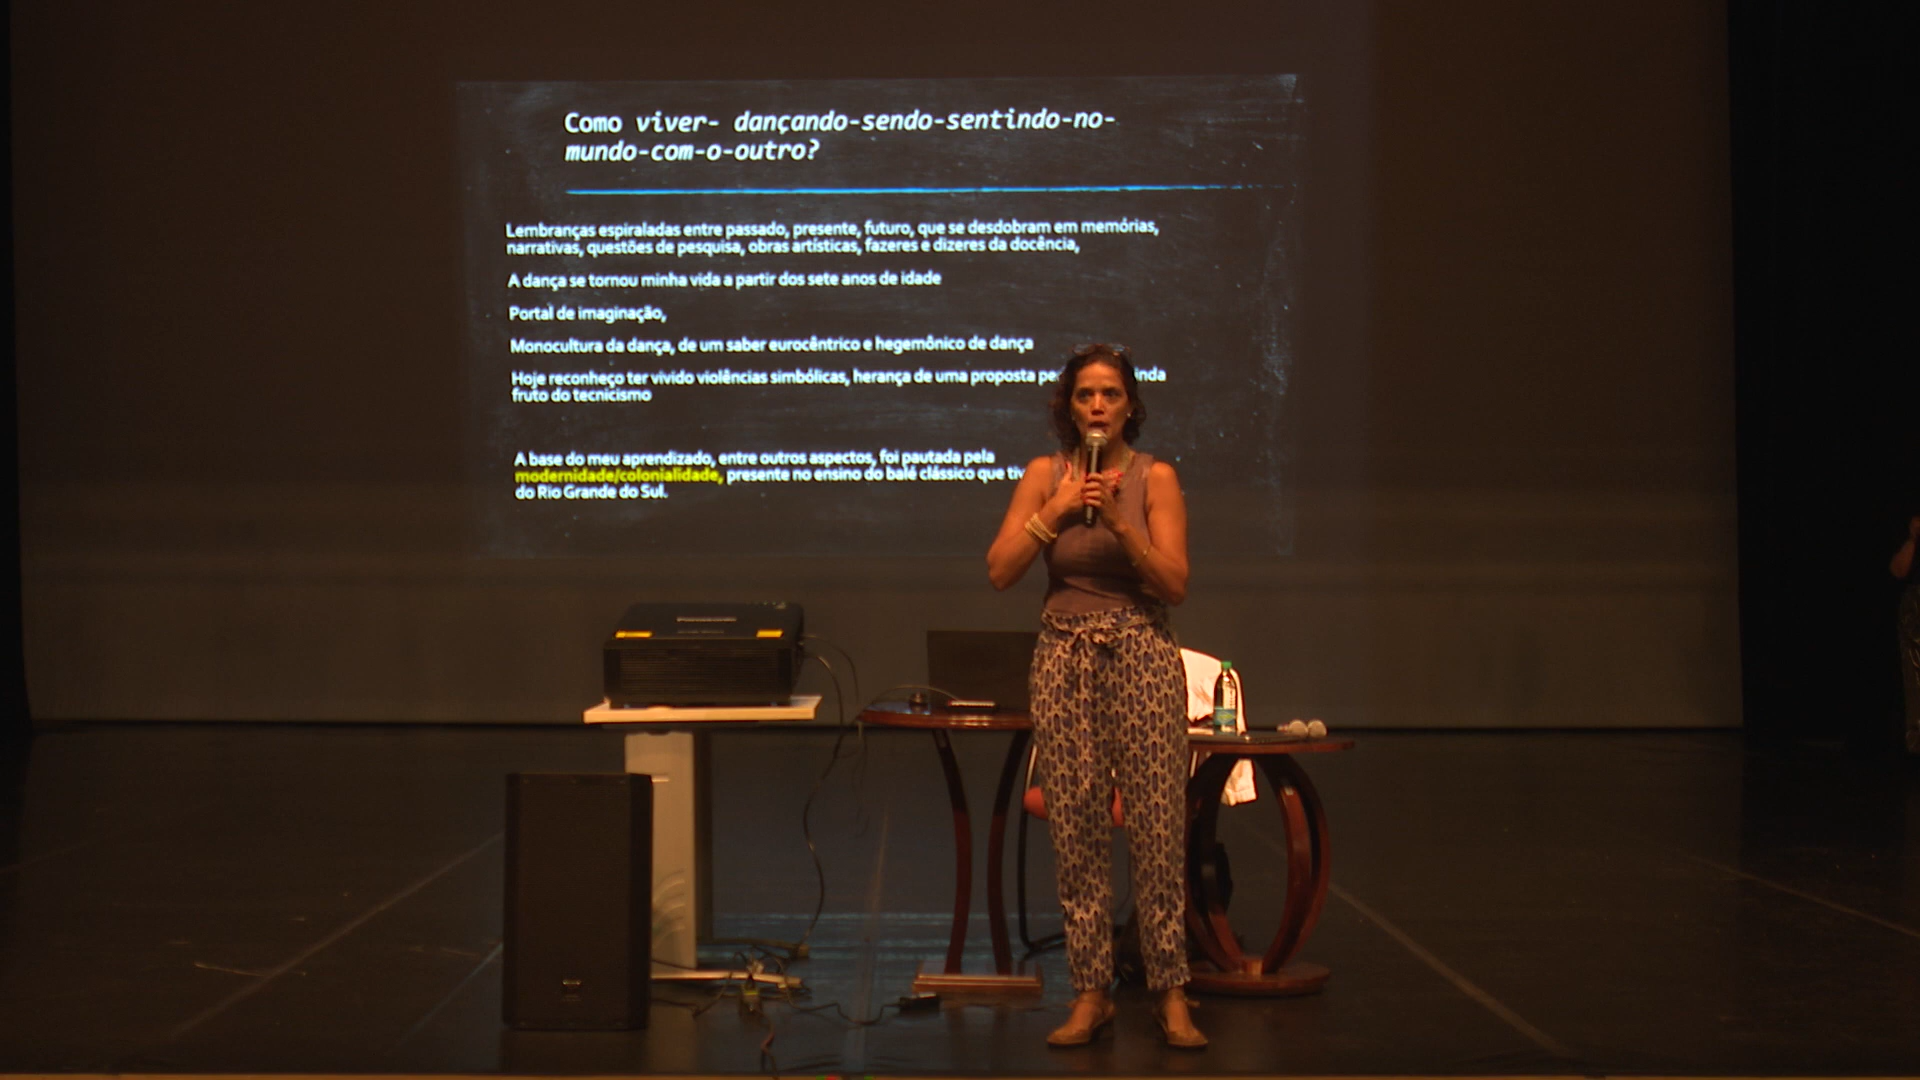 Como viver- dançando-sendo-sentindo-no-
mundo-com-o-outro?
Lembranças espiraladas entre passado, presente, futuro, que se desdobram em memórias,
narrativas, questões de pesquisa, obras artísticas, fazeres e dizeres da docência,
A dança se tornou minha vida a partir dos sete anos de idade
Portal de imaginação,
Monocultura da dança, de um saber eurocêntrico e hegemônico de dança
Hoje reconheço ter vivido violências simbólicas, herança de uma proposta
fruto do tecnicismo
A base do meu aprendizado, entre outros aspectos, foi pautada pela
modernidade/colonialidade, presente no ensino do balé clássico que
do Rio Grande do Sul.